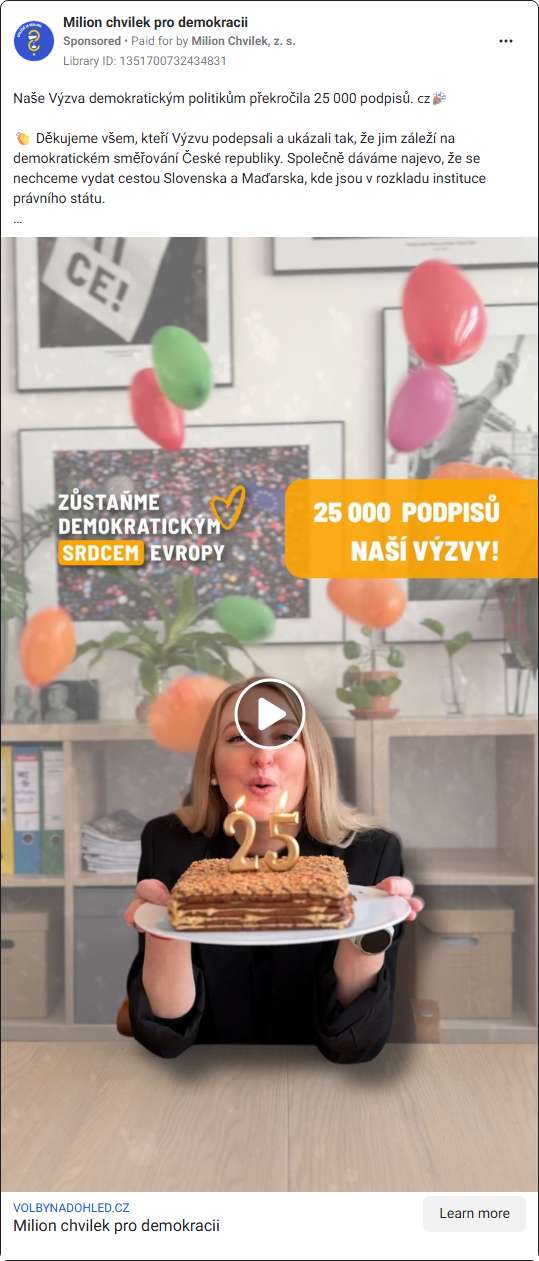 Milion chvilek pro demokracii
Sponsored • Paid for by Milion Chvilek, z. s.
Library ID: 1351700732434831
Naše Výzva demokratickým politikům překročila 25 000 podpisů. cz🎉
👏 Děkujeme všem, kteří Výzvu podepsali a ukázali tak, že jim záleží na
demokratickém směřování České republiky. Společně dáváme najevo, že se
nechceme vydat cestou Slovenska a Maďarska, kde jsou v rozkladu instituce
právního státu.
...
CE!
ZŮSTAŇME
DEMOKRATICKÝM
SRDCEM EVROPY
25 000 PODPISŮ
NAŠÍ VÝZVY!
25
VOLBYNADOHLED.CZ
Milion chvilek pro demokracii
Learn more